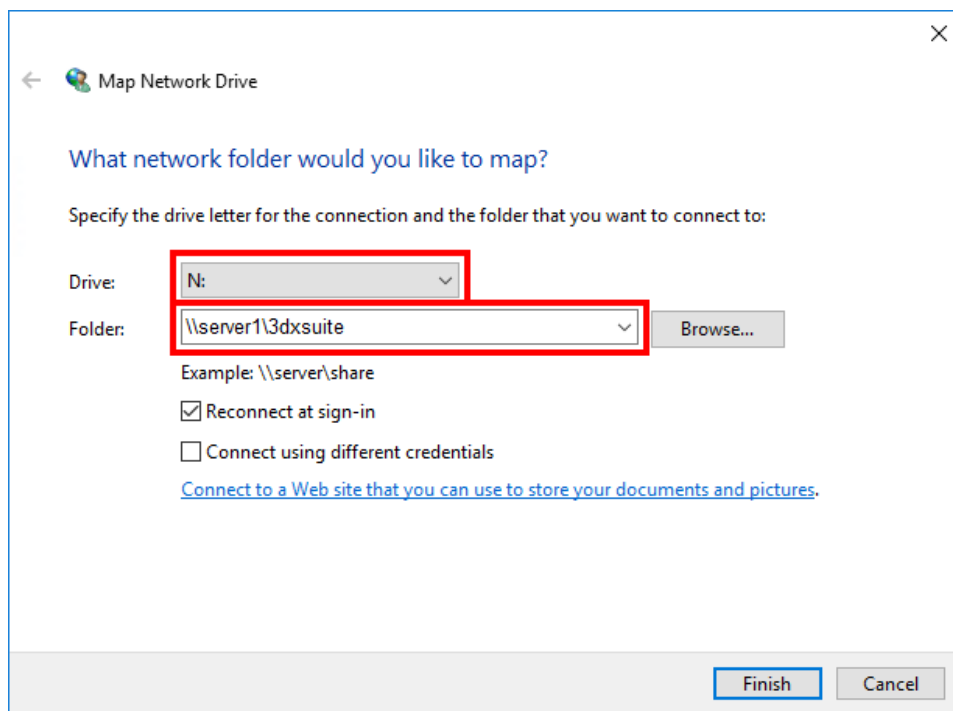 Map Network Drive
What network folder would you like to map?
Specify the drive letter for the connection and the folder that you want to connect to:
Drive: N:
Folder: \\server1\3dxsuite Browse...
Example: \\server\share
Reconnect at sign-in
Connect using different credentials
Connect to a Web site that you can use to store your documents and pictures.
Finish Cancel